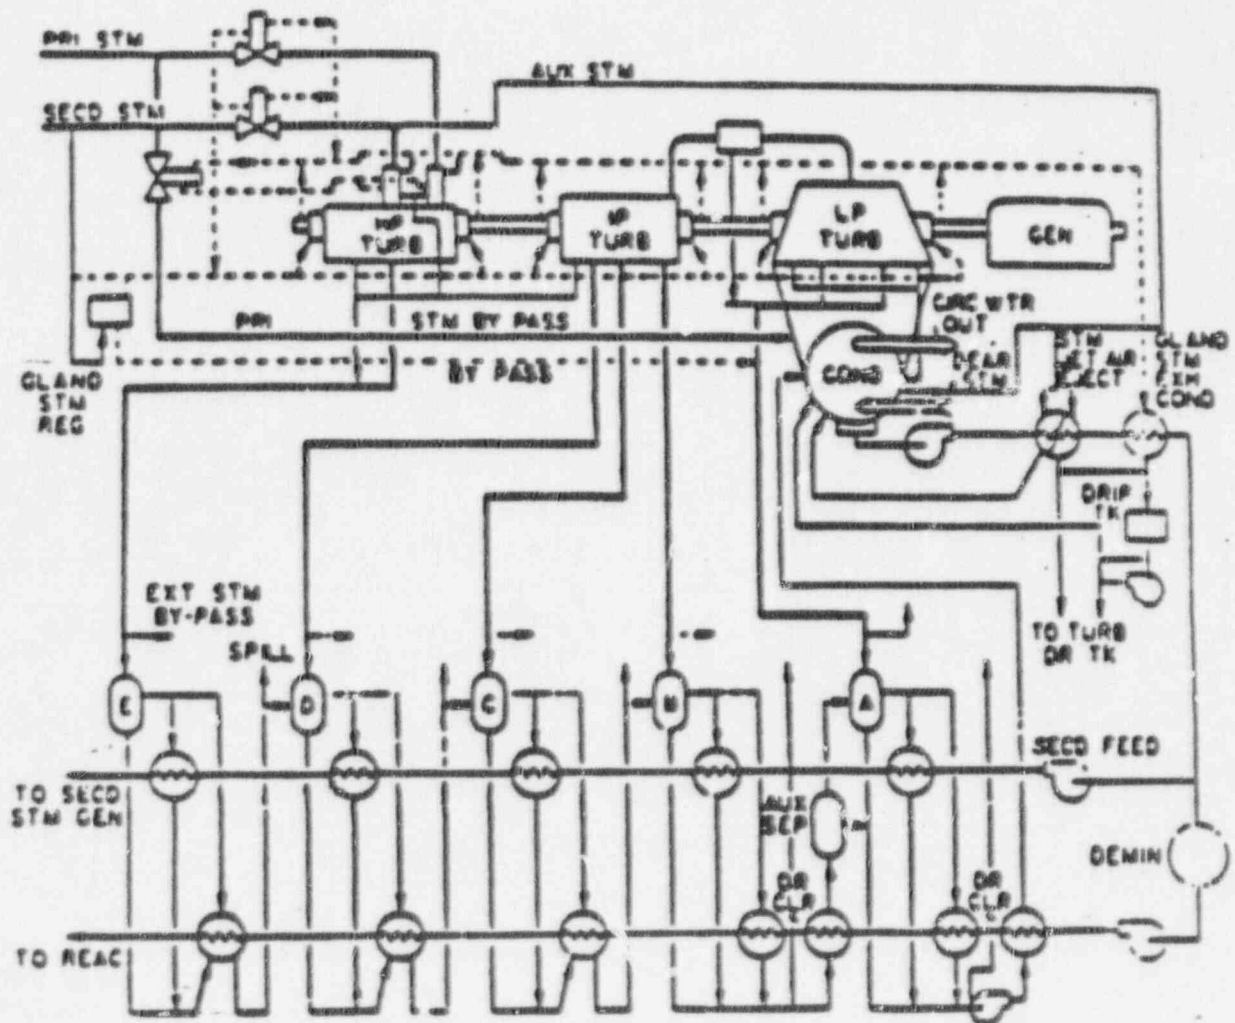 PRI STM
AUX STM
SECD STM
HP
TURB
IP
TURB
LP
TURB
GEN
PRI STM BY PASS
CIRC WTR
OUT
BY PASS
COND
DEAR
STM
STM
JET AIR
EJECT
GLAND
STM
EXH
COND
GLAND
STM
REG
DRIP
TK
EXT STM
BY-PASS
SPILL
TO TURB
DR TK
E
D
C
B
A
SECD FEED
TO SECD
STM GEN
AUX
SEP
DEMIN
DR
CLR
DR
CLR
TO REAC